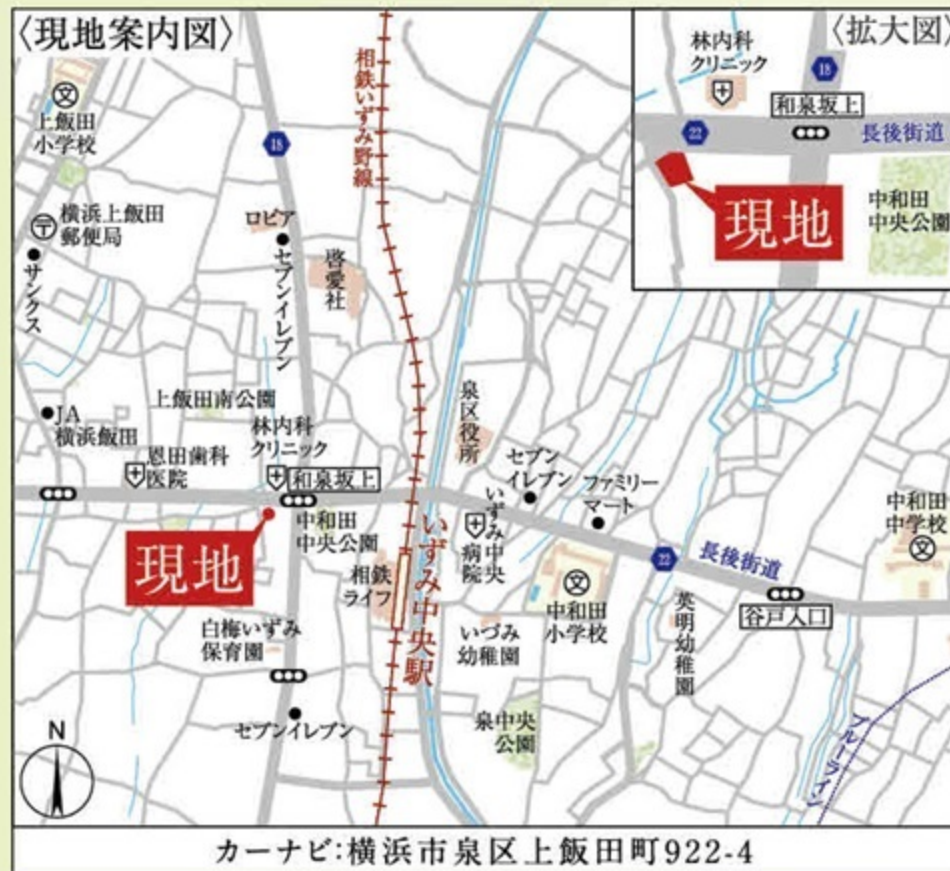 〈現地案内図〉
相鉄いずみ野線
上飯田
小学校
18
横浜上飯田
郵便局
サンクス
ロピア
セブンイレブン
啓愛社
JA
横浜飯田
上飯田南公園
林内科
クリニック
恩田歯科
医院
和泉坂上
現地
中和田
中央公園
相鉄
ライフ
いずみ中央駅
泉区役所
セブン
イレブン
ファミリー
マート
いずみ中央
病院
22
長後街道
中和田
中学校
中和田
小学校
谷戸入口
英明幼稚園
いづみ
幼稚園
白梅いずみ
保育園
セブンイレブン
泉中央
公園
ブルーライン
N
〈拡大図〉
林内科
クリニック
18
和泉坂上
22
長後街道
現地
中和田
中央公園
カーナビ:横浜市泉区上飯田町922-4